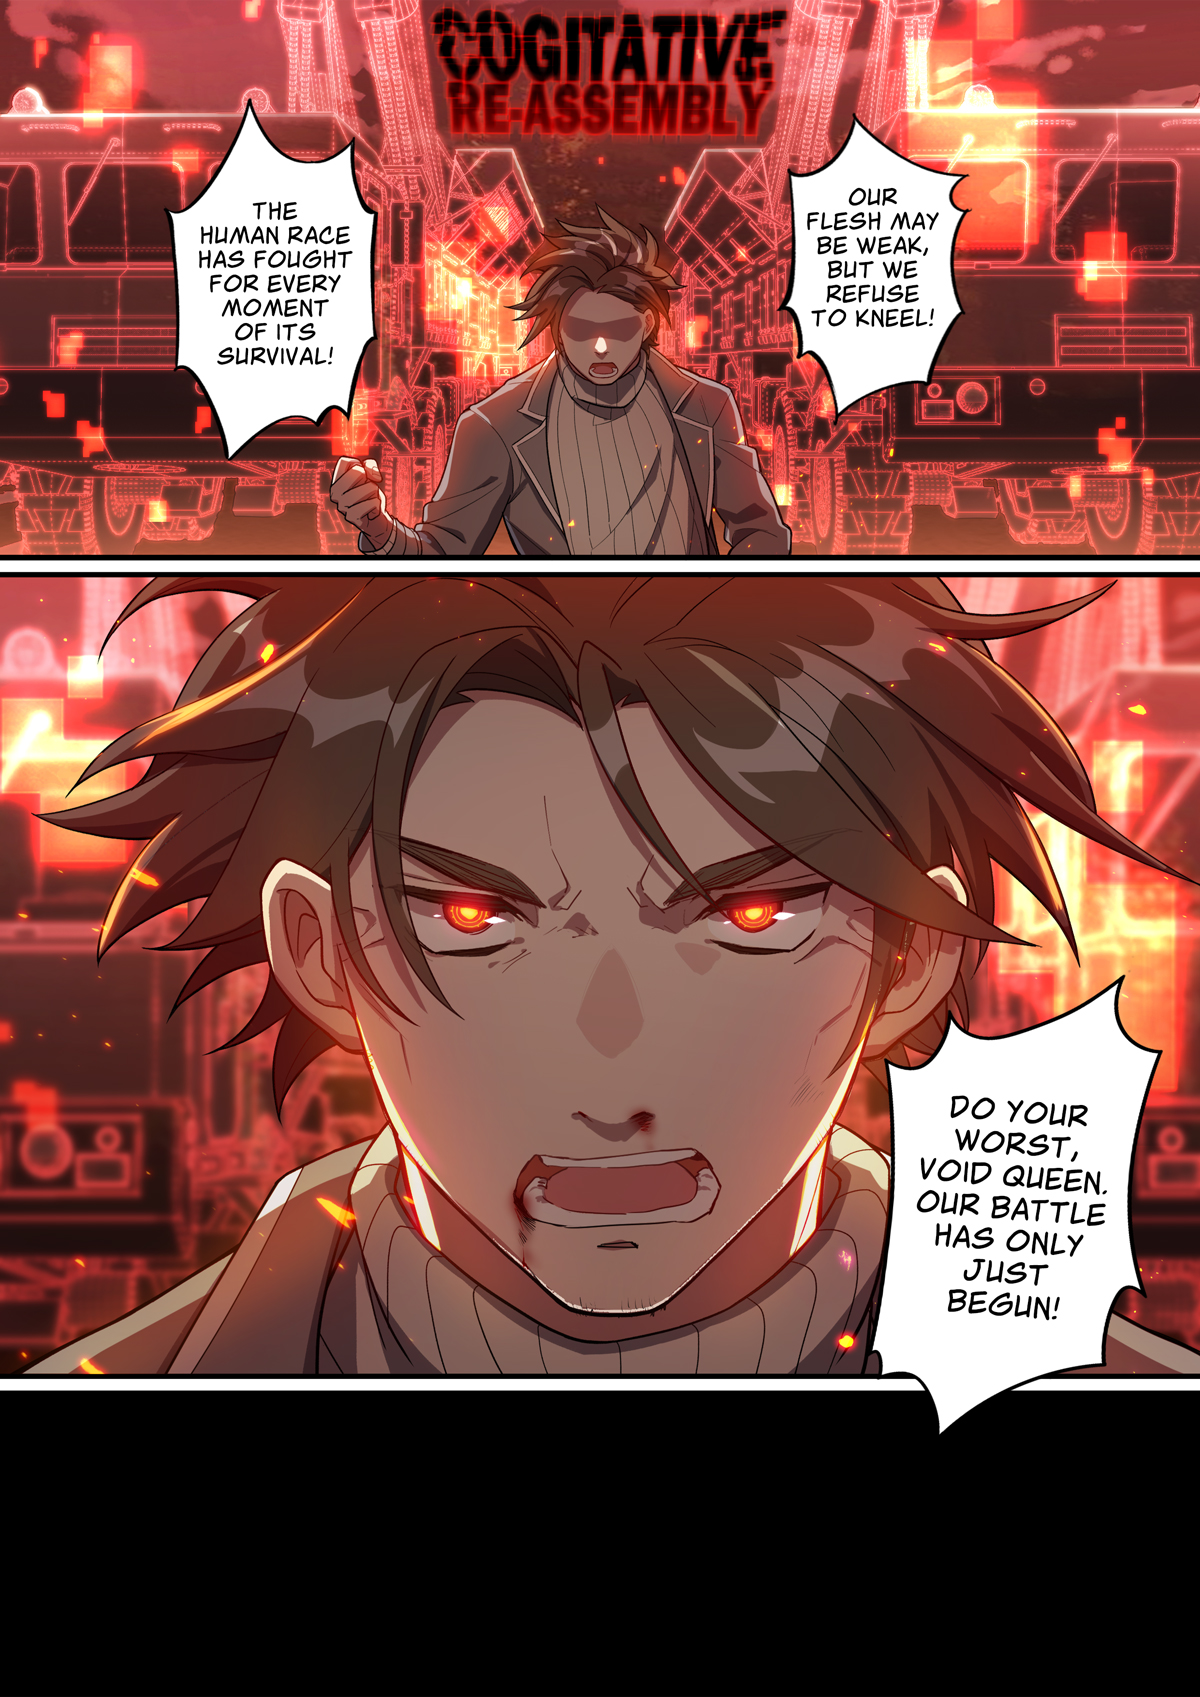 COGITATIVE
RE-ASSEMBLY
THE
HUMAN RACE
HAS FOUGHT
FOR EVERY
MOMENT
OF ITS
SURVIVAL!
OUR
FLESH MAY
BE WEAK,
BUT WE
REFUSE
TO KNEEL!
DO YOUR
WORST,
VOID QUEEN.
OUR BATTLE
HAS ONLY
JUST
BEGUN!